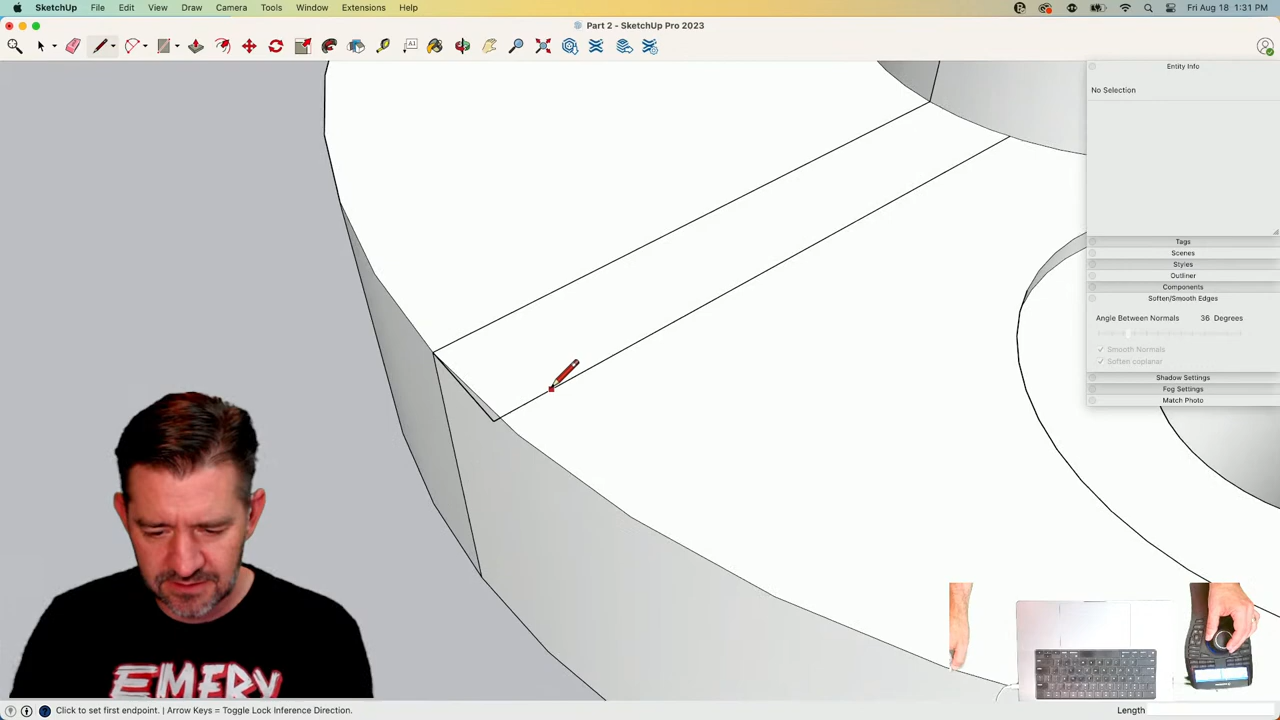 SketchUp File Edit View Draw Camera Tools Window Extensions Help
Fri Aug 18 1:31 PM
Part 2 - SketchUp Pro 2023
Entity Info
No Selection
Tags
Scenes
Styles
Outliner
Components
Soften/Smooth Edges
Angle Between Normals 36 Degrees
Smooth Normals
Soften coplanar
Shadow Settings
Fog Settings
Match Photo
EMERY
Click to set first endpoint. | Arrow Keys = Toggle Lock Inference Direction.
Length